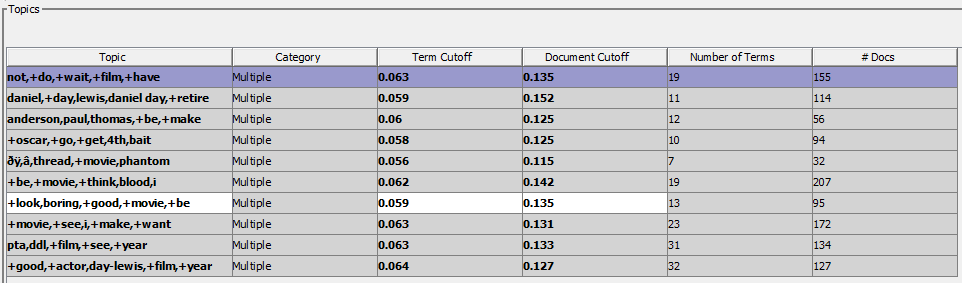 Topics
Topic Category Term Cutoff Document Cutoff Number of Terms # Docs
not,+do,+wait,+film,+have Multiple 0.063 0.135 19 155
daniel,+day,lewis,daniel day,+retire Multiple 0.059 0.152 11 114
anderson,paul,thomas,+be,+make Multiple 0.06 0.125 12 56
+oscar,+go,+get,4th,bait Multiple 0.058 0.125 10 94
ðÿ,â,thread,+movie,phantom Multiple 0.056 0.115 7 32
+be,+movie,+think,blood,i Multiple 0.062 0.142 19 207
+look,boring,+good,+movie,+be Multiple 0.059 0.135 13 95
+movie,+see,i,+make,+want Multiple 0.063 0.131 23 172
pta,ddl,+film,+see,+year Multiple 0.063 0.133 31 134
+good,+actor,day-lewis,+film,+year Multiple 0.064 0.127 32 127